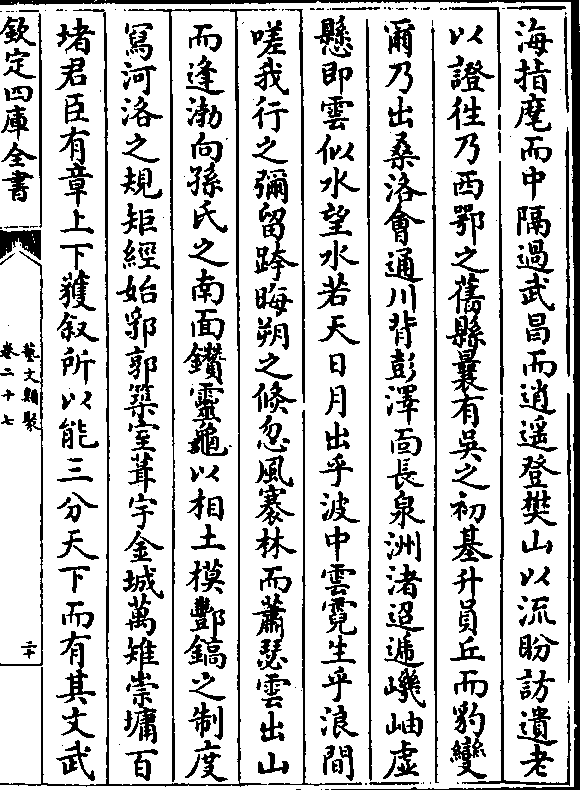 海指麾而中隔過武昌而逍遥登樊山以流盼訪遺老
以證徃乃西鄂之舊縣曩有吳之初基升員丘而豹變
爾乃出桑洛會通川背彭澤面長泉洲渚迢遞巘岫虚
懸即雲似水望水若天日月出乎波中雲霓生乎浪間
嗟我行之彌留跨晦朔之倏忽風褰林而蕭瑟雲出山
而逢渤向孫氏之南面鑚靈龜以相土模酆鎬之制度
寫河洛之規矩經始郛郭築室葺宇金城萬雉崇墉百
堵君臣有章上下獲叙所以能三分天下而有其文武
欽定四庫全書
藝文類聚
卷二十七
二十